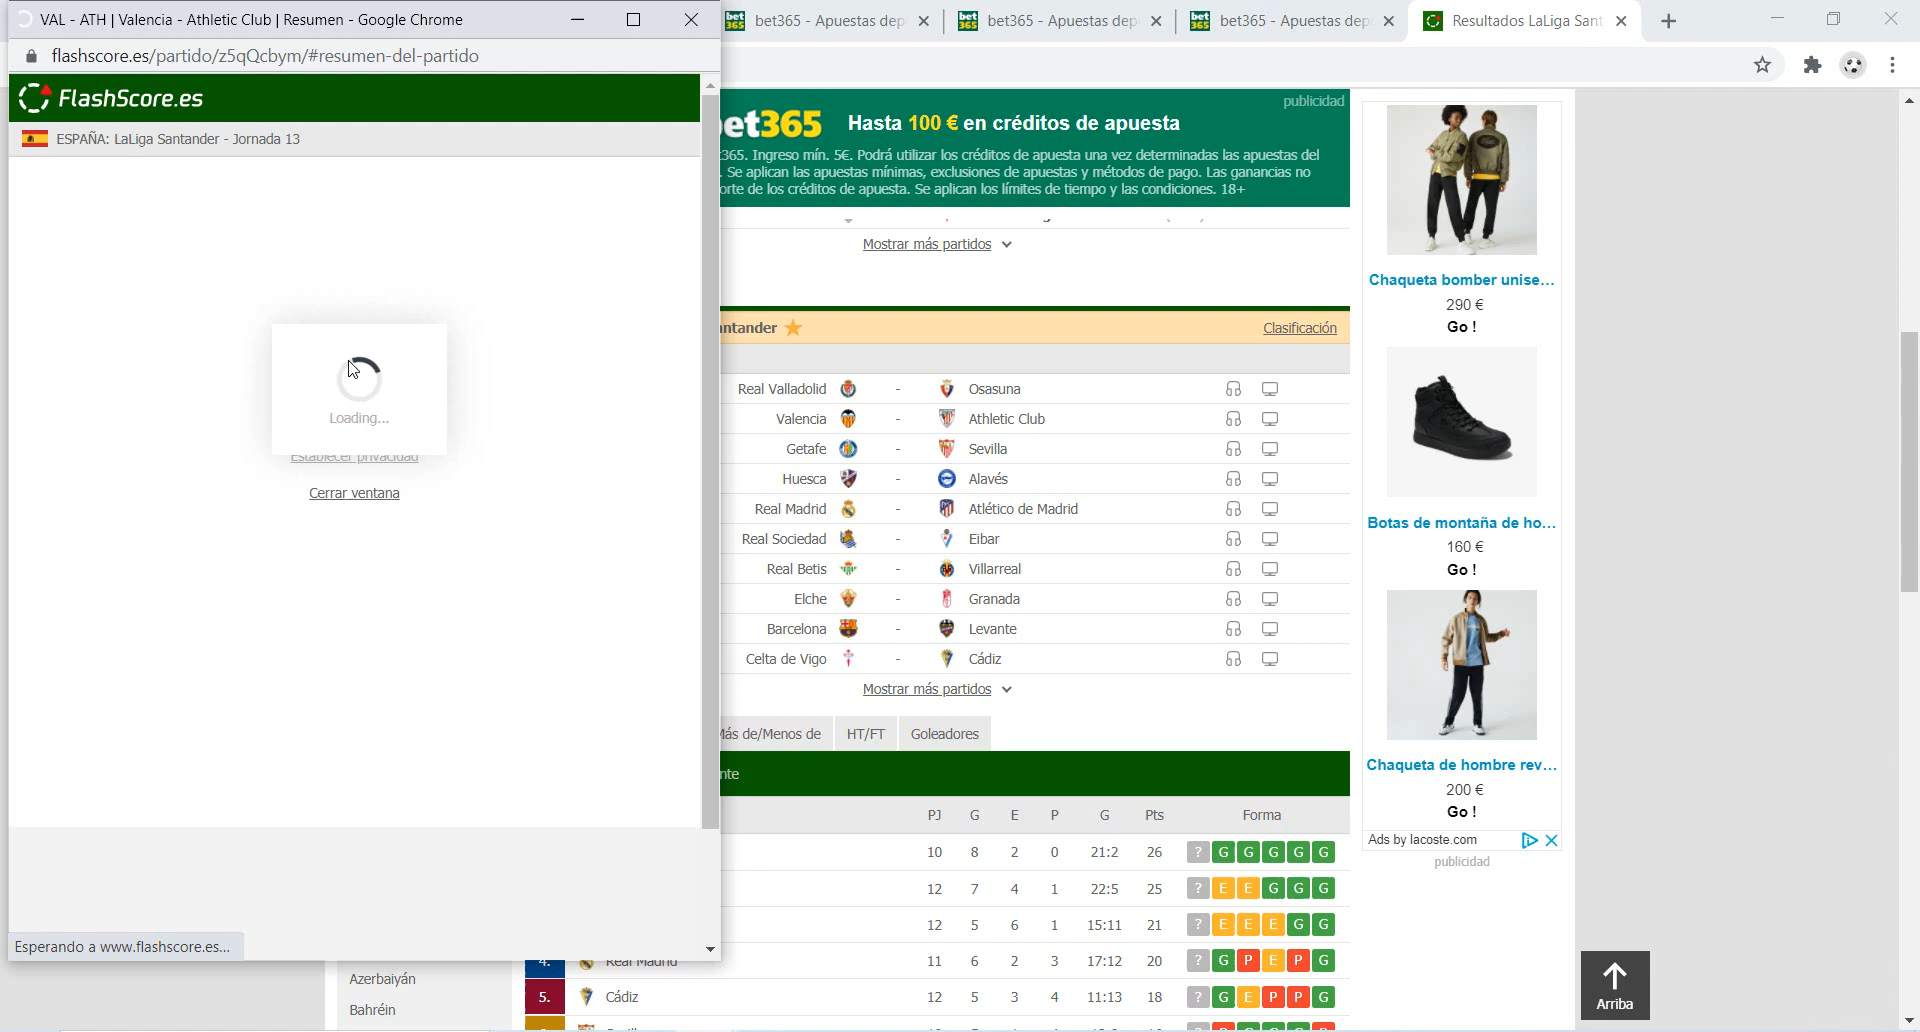 VAL - ATH | Valencia - Athletic Club | Resumen - Google Chrome
flashscore.es/partido/z5qQcbym/#resumen-del-partido
FlashScore.es
ESPAÑA: LaLiga Santander - Jornada 13
Loading...
Establecer privacidad
Cerrar ventana
Esperando a www.flashscore.es...
bet365 - Apuestas dep
bet365 - Apuestas dep
bet365 - Apuestas dep
Resultados LaLiga Sant
publicidad
bet365
Hasta 100 € en créditos de apuesta
365. Ingreso mín. 5€. Podrá utilizar los créditos de apuesta una vez determinadas las apuestas del
. Se aplican las apuestas mínimas, exclusiones de apuestas y métodos de pago. Las ganancias no
orte de los créditos de apuesta. Se aplican los límites de tiempo y las condiciones. 18+
Mostrar más partidos
ntander
Clasificación
Real Valladolid - Osasuna
Valencia - Athletic Club
Getafe - Sevilla
Huesca - Alavés
Real Madrid - Atlético de Madrid
Real Sociedad - Eibar
Real Betis - Villarreal
Elche - Granada
Barcelona - Levante
Celta de Vigo - Cádiz
Mostrar más partidos
Más de/Menos de HT/FT Goleadores
nte
PJ G E P G Pts Forma
10 8 2 0 21:2 26 ? G G G G G
12 7 4 1 22:5 25 ? E E G G G
12 5 6 1 15:11 21 ? E E E G G
4. Real Madrid 11 6 2 3 17:12 20 ? G P E P G
5. Cádiz 12 5 3 4 11:13 18 ? G E P P G
Azerbaiyán
Bahréin
Chaqueta bomber unise...
290 €
Go !
Botas de montaña de ho...
160 €
Go !
Chaqueta de hombre rev...
200 €
Go !
Ads by lacoste.com
publicidad
Arriba